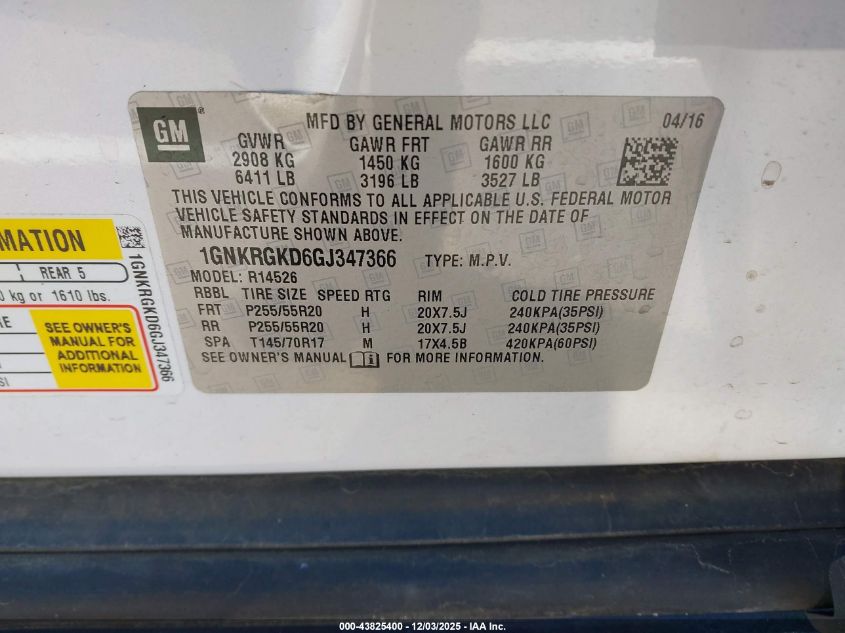 GM ®
MFD BY GENERAL MOTORS LLC 04/16
GVWR GAWR FRT GAWR RR
2908 KG 1450 KG 1600 KG
6411 LB 3196 LB 3527 LB
THIS VEHICLE CONFORMS TO ALL APPLICABLE U.S. FEDERAL MOTOR
VEHICLE SAFETY STANDARDS IN EFFECT ON THE DATE OF
MANUFACTURE SHOWN ABOVE.
1GNKRGKD6GJ347366 TYPE: M.P.V.
MODEL: R14526
RBBL TIRE SIZE SPEED RTG RIM COLD TIRE PRESSURE
FRT P255/55R20 H 20X7.5J 240KPA(35PSI)
RR P255/55R20 H 20X7.5J 240KPA(35PSI)
SPA T145/70R17 M 17X4.5B 420KPA(60PSI)
SEE OWNER'S MANUAL FOR MORE INFORMATION.
MATION
REAR 5
0 kg or 1610 lbs.
SEE OWNER'S
MANUAL FOR
ADDITIONAL
INFORMATION
1GNKRGKD6GJ347366
000-43825400 - 12/03/2025 - IAA, Inc.